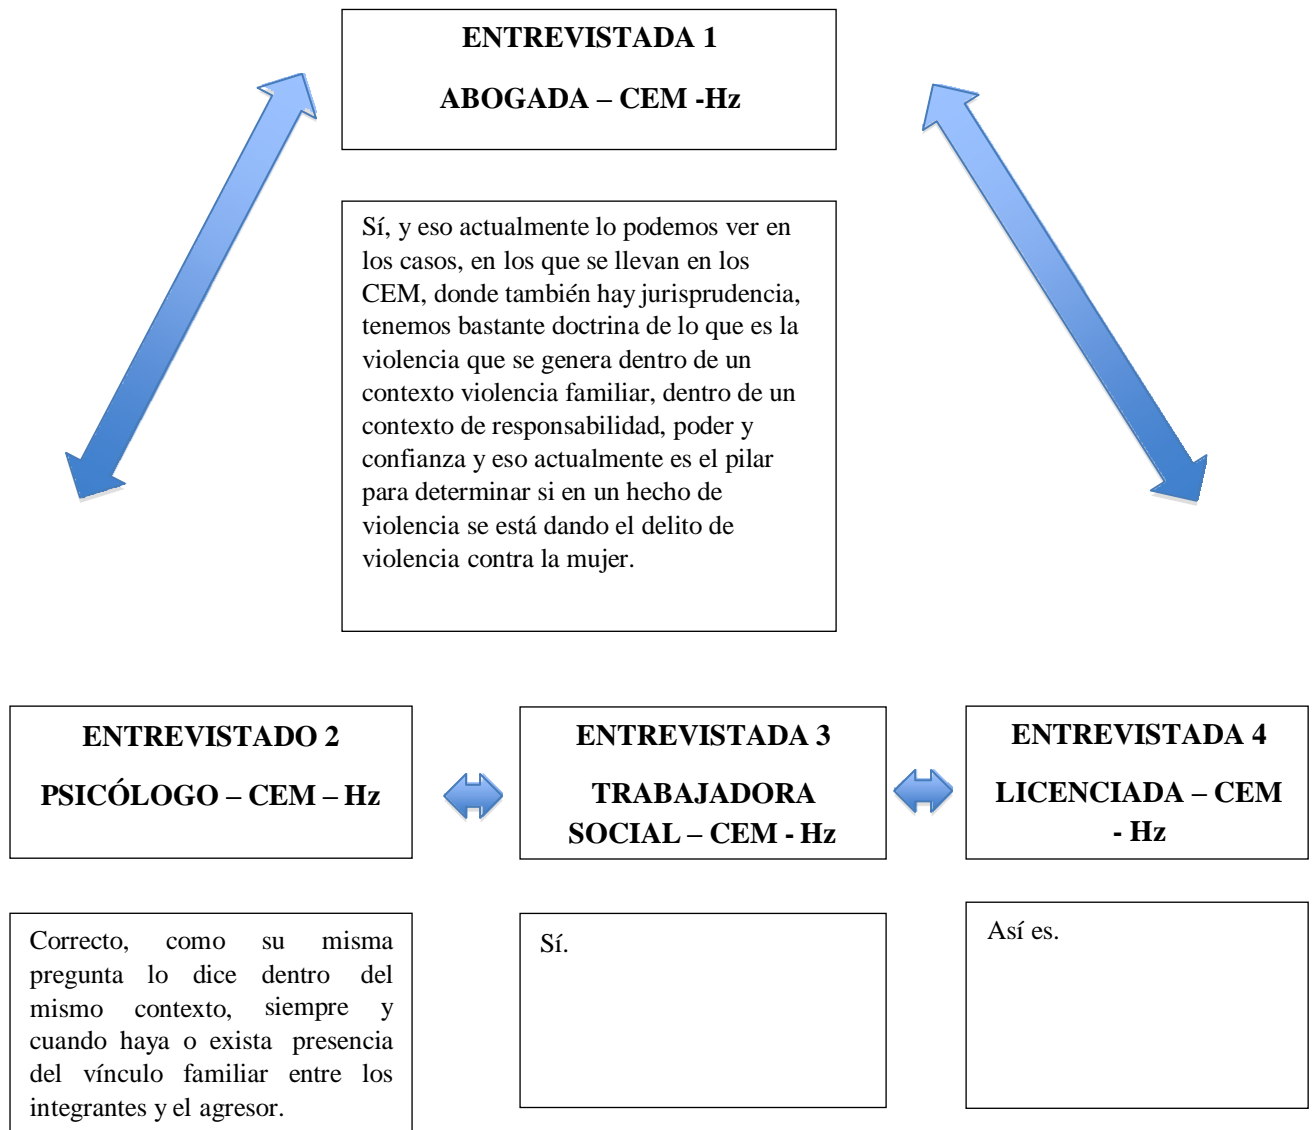 ENTREVISTADA 1
ABOGADA – CEM -Hz
Sí, y eso actualmente lo podemos ver en
los casos, en los que se llevan en los
CEM, donde también hay jurisprudencia,
tenemos bastante doctrina de lo que es la
violencia que se genera dentro de un
contexto violencia familiar, dentro de un
contexto de responsabilidad, poder y
confianza y eso actualmente es el pilar
para determinar si en un hecho de
violencia se está dando el delito de
violencia contra la mujer.
ENTREVISTADO 2
PSICÓLOGO – CEM – Hz
Correcto, como su misma
pregunta lo dice dentro del
mismo contexto, siempre y
cuando haya o exista presencia
del vínculo familiar entre los
integrantes y el agresor.
ENTREVISTADA 3
TRABAJADORA
SOCIAL – CEM - Hz
Sí.
ENTREVISTADA 4
LICENCIADA – CEM
- Hz
Así es.